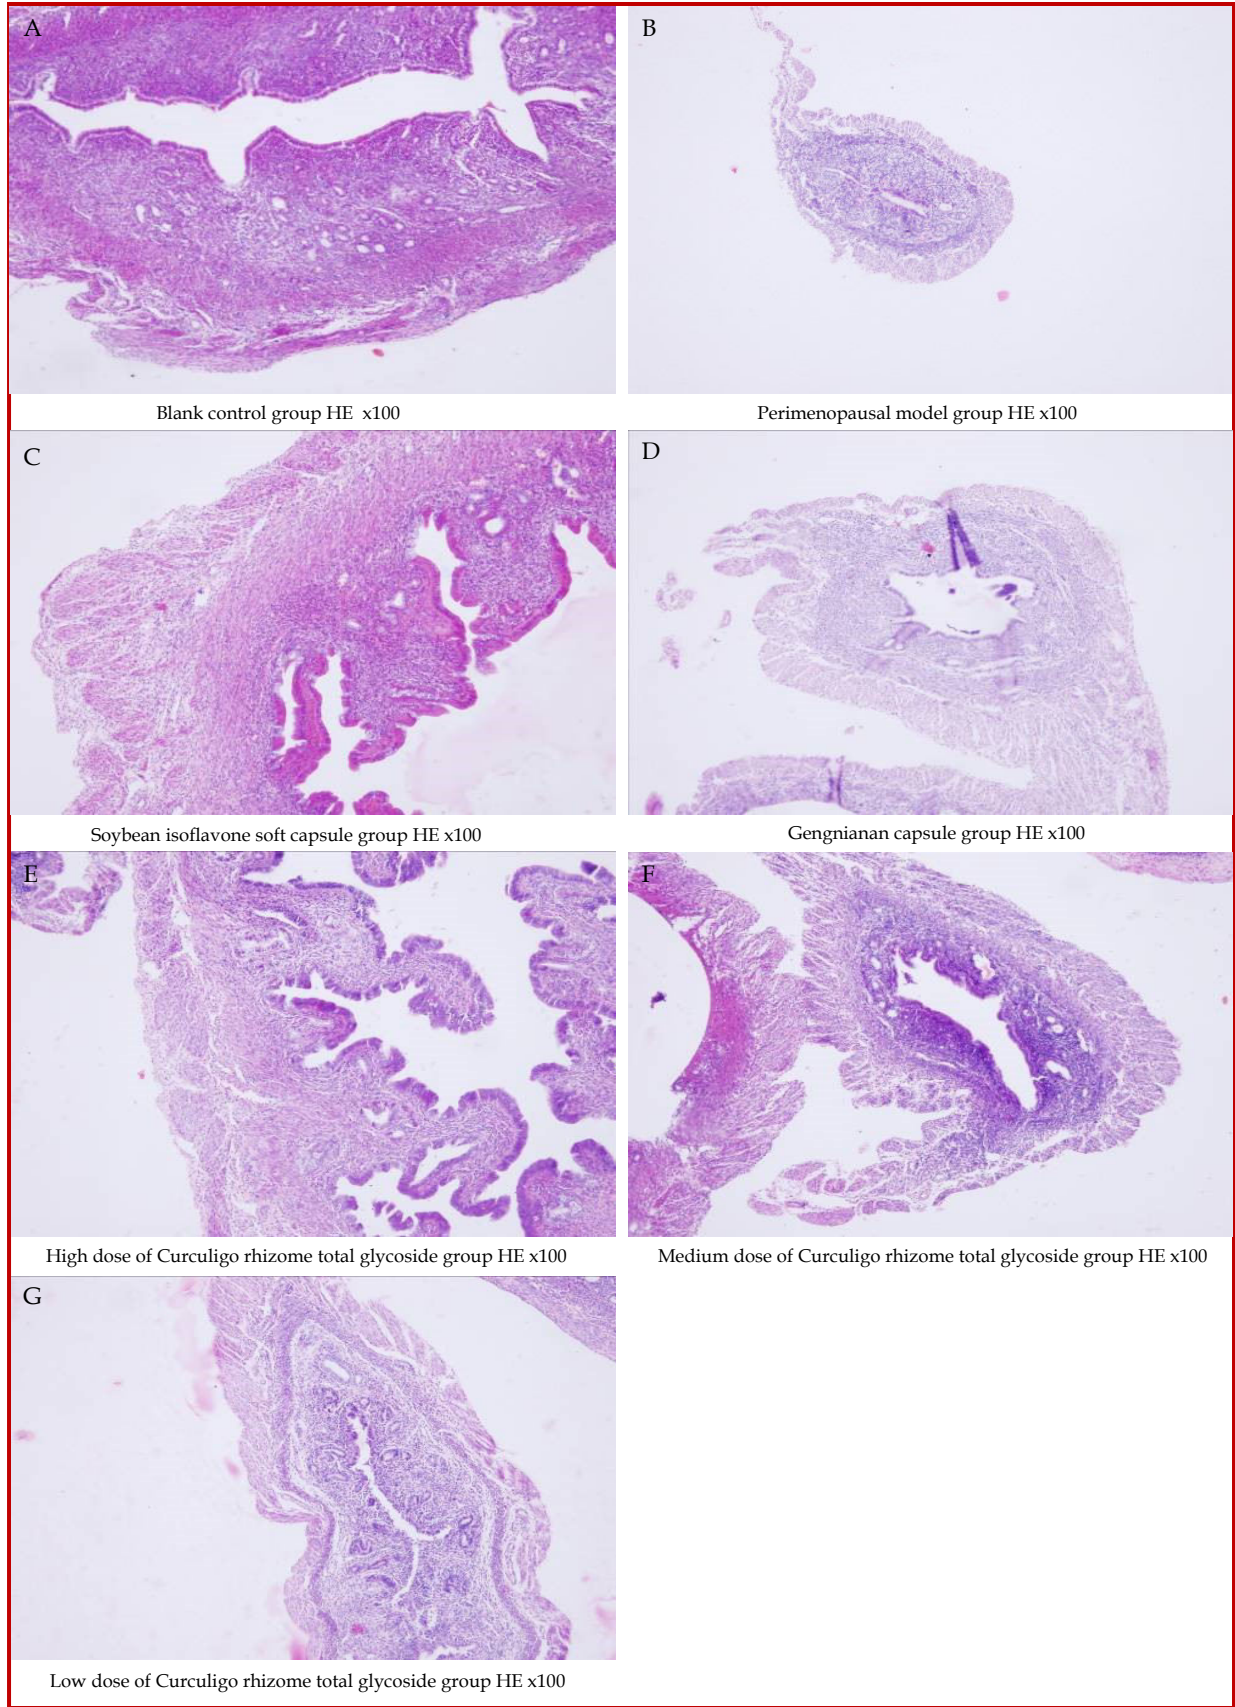 A
B
Blank control group HE x100
Perimenopausal model group HE x100
C
D
Soybean isoflavone soft capsule group HE x100
Gengnianan capsule group HE x100
E
F
High dose of Curculigo rhizome total glycoside group HE x100
Medium dose of Curculigo rhizome total glycoside group HE x100
G
Low dose of Curculigo rhizome total glycoside group HE x100